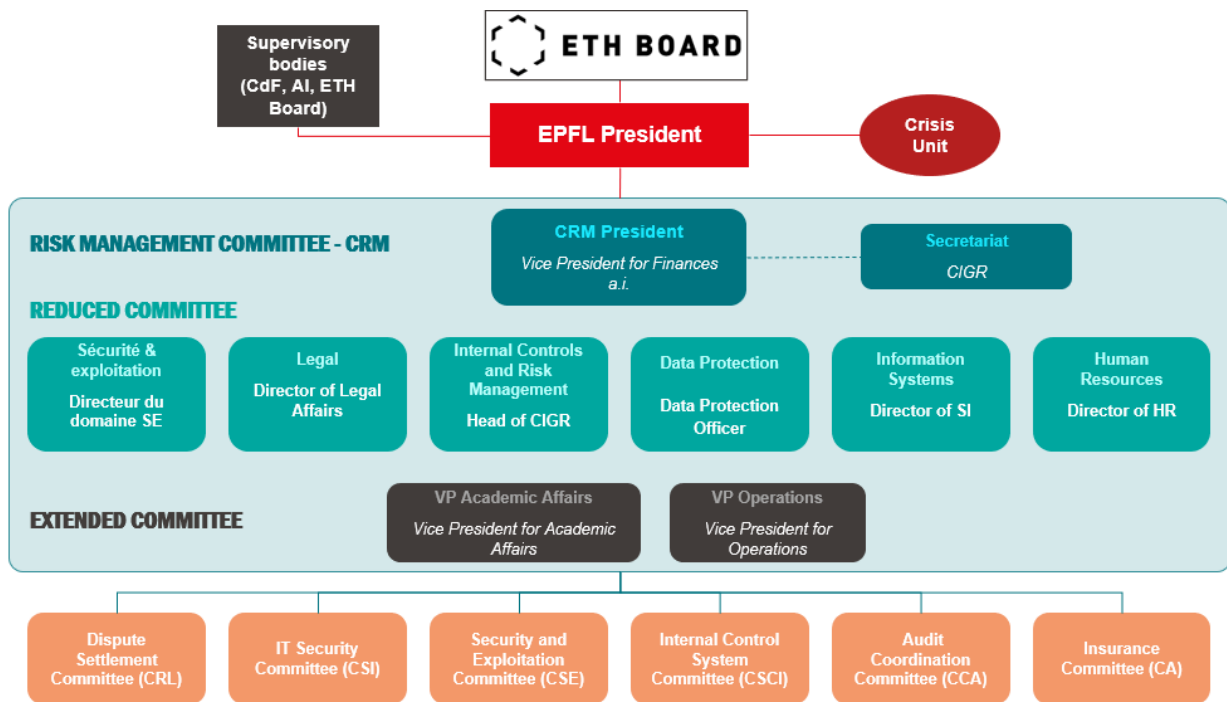 Supervisory
bodies
(CdF, AI, ETH
Board)
ETH BOARD
EPFL President
Crisis
Unit
RISK MANAGEMENT COMMITTEE - CRM
CRM President
Vice President for Finances
a.i.
Secretariat
CIGR
REDUCED COMMITTEE
Sécurité &
exploitation
Directeur du
domaine SE
Legal
Director of Legal
Affairs
Internal Controls
and Risk
Management
Head of CIGR
Data Protection
Data Protection
Officer
Information
Systems
Director of SI
Human
Resources
Director of HR
EXTENDED COMMITTEE
VP Academic Affairs
Vice President for Academic
Affairs
VP Operations
Vice President for
Operations
Dispute
Settlement
Committee (CRL)
IT Security
Committee (CSI)
Security and
Exploitation
Committee (CSE)
Internal Control
System
Committee (CSCI)
Audit
Coordination
Committee (CCA)
Insurance
Committee (CA)